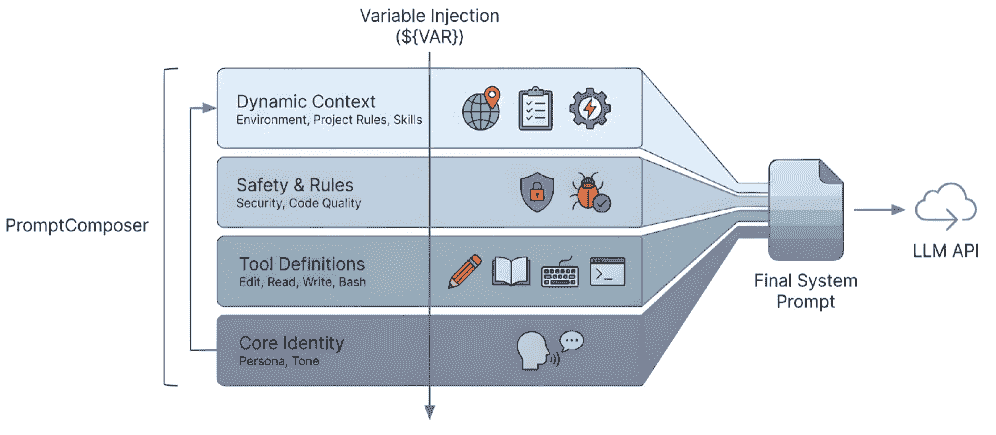 Variable Injection
(${VAR})
PromptComposer
Dynamic Context
Environment, Project Rules, Skills
Safety & Rules
Security, Code Quality
Tool Definitions
Edit, Read, Write, Bash
Core Identity
Persona, Tone
Final System
Prompt
LLM API